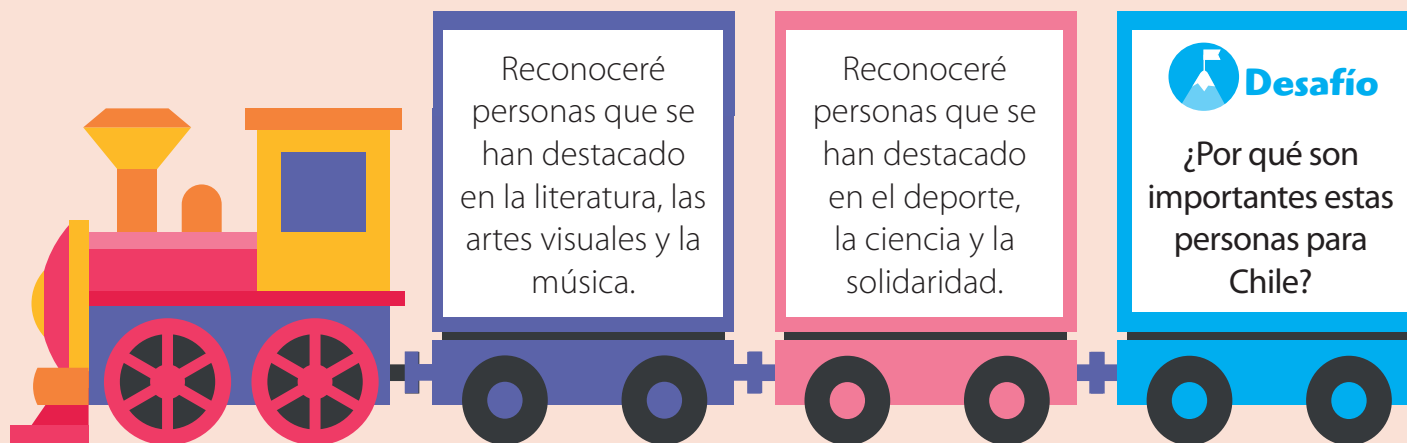 Reconoceré
personas que se
han destacado
en la literatura, las
artes visuales y la
música.
Reconoceré
personas que se
han destacado
en el deporte,
la ciencia y la
solidaridad.
Desafío
¿Por qué son
importantes estas
personas para
Chile?